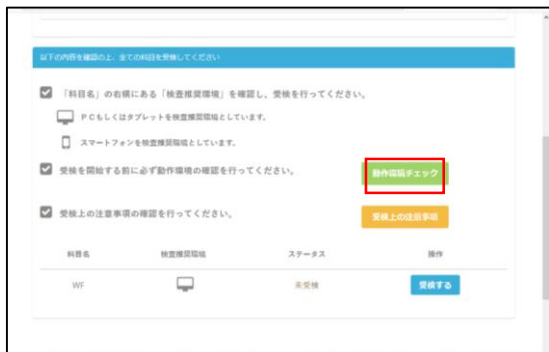 以下の内容を確認の上、全ての科目を受検してください
「科目名」の右横にある「検査推奨環境」を確認し、受検を行ってください。
PCもしくはタブレットを検査推奨環境としています。
スマートフォンを検査推奨環境としています。
受検を開始する前に必ず動作環境の確認を行ってください。
動作環境チェック
受検上の注意事項の確認を行ってください。
受検上の注意事項
科目名 検査推奨環境 ステータス 操作
WF 未受検 受検する